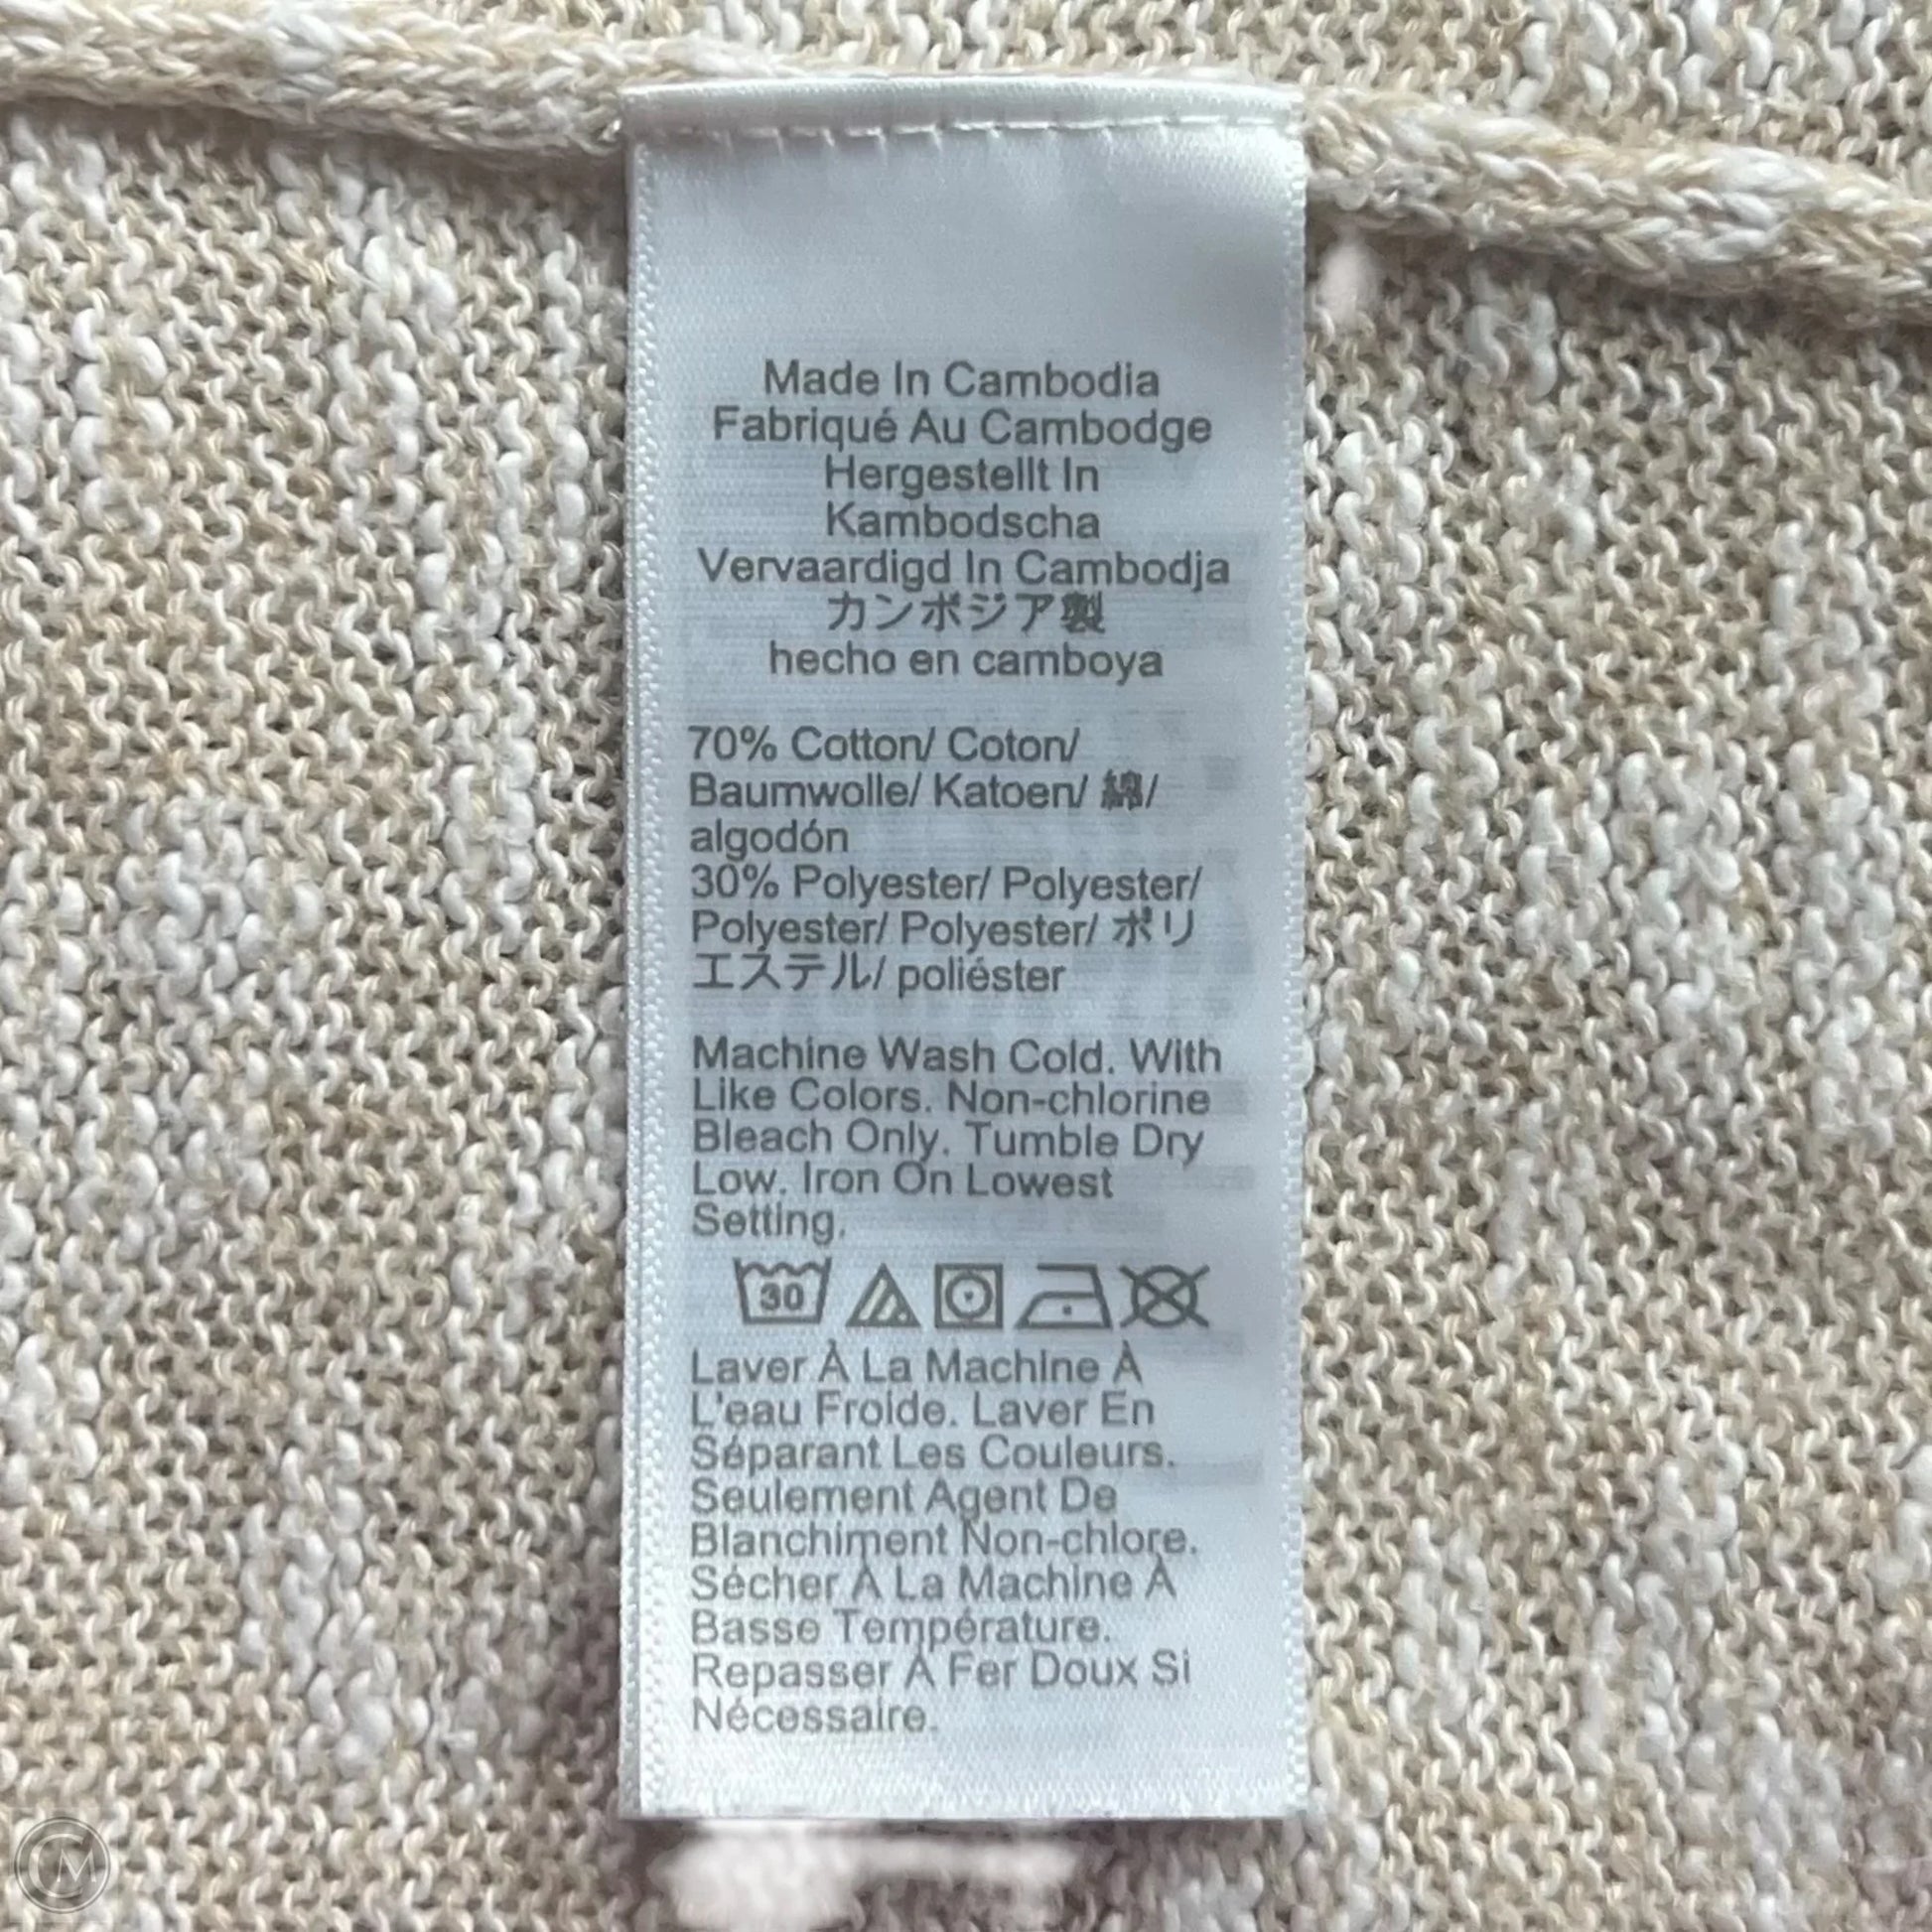 Made In Cambodia
Fabriqué Au Cambodge
Hergestellt In
Kambodscha
Vervaardigd In Cambodja
カンボジア製
hecho en camboya
70% Cotton/ Coton/
Baumwolle/ Katoen/ 綿/
algodón
30% Polyester/ Polyester/
Polyester/ Polyester/ ポリ
エステル/ poliéster
Machine Wash Cold. With
Like Colors. Non-chlorine
Bleach Only. Tumble Dry
Low. Iron On Lowest
Setting.
30
Laver À La Machine À
L'eau Froide. Laver En
Séparant Les Couleurs.
Seulement Agent De
Blanchiment Non-chlore.
Sécher À La Machine À
Basse Température.
Repasser À Fer Doux Si
Nécessaire.
CM